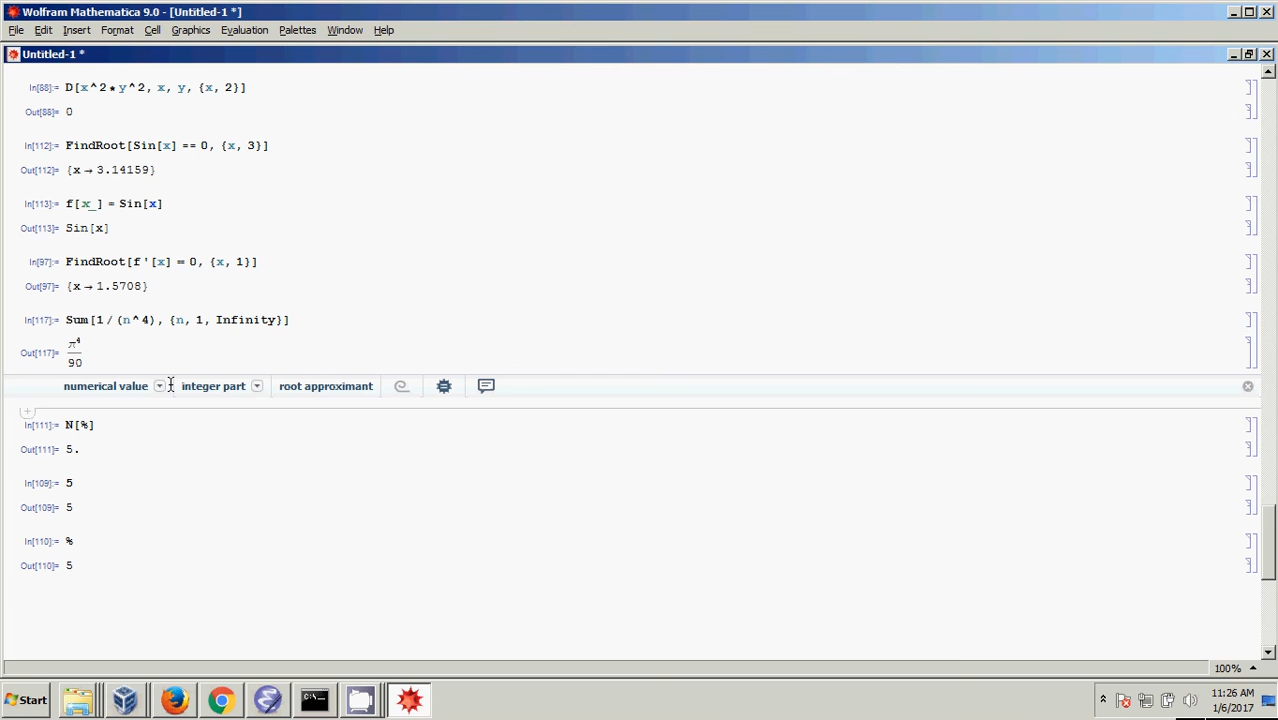 Wolfram Mathematica 9.0 - [Untitled-1 *]
File Edit Insert Format Cell Graphics Evaluation Palettes Window Help
Untitled-1 *
In[88]:= D[x^2*y^2, x, y, {x, 2}]
Out[88]= 0
In[112]:= FindRoot[Sin[x] == 0, {x, 3}]
Out[112]= {x → 3.14159}
In[113]:= f[x_] = Sin[x]
Out[113]= Sin[x]
In[97]:= FindRoot[f'[x] = 0, {x, 1}]
Out[97]= {x → 1.5708}
In[117]:= Sum[1/(n^4), {n, 1, Infinity}]
π⁴
Out[117]=
90
numerical value integer part root approximant
In[111]:= N[%]
Out[111]= 5.
In[109]:= 5
Out[109]= 5
In[110]:= %
Out[110]= 5
100%
Start
11:26 AM
1/6/2017